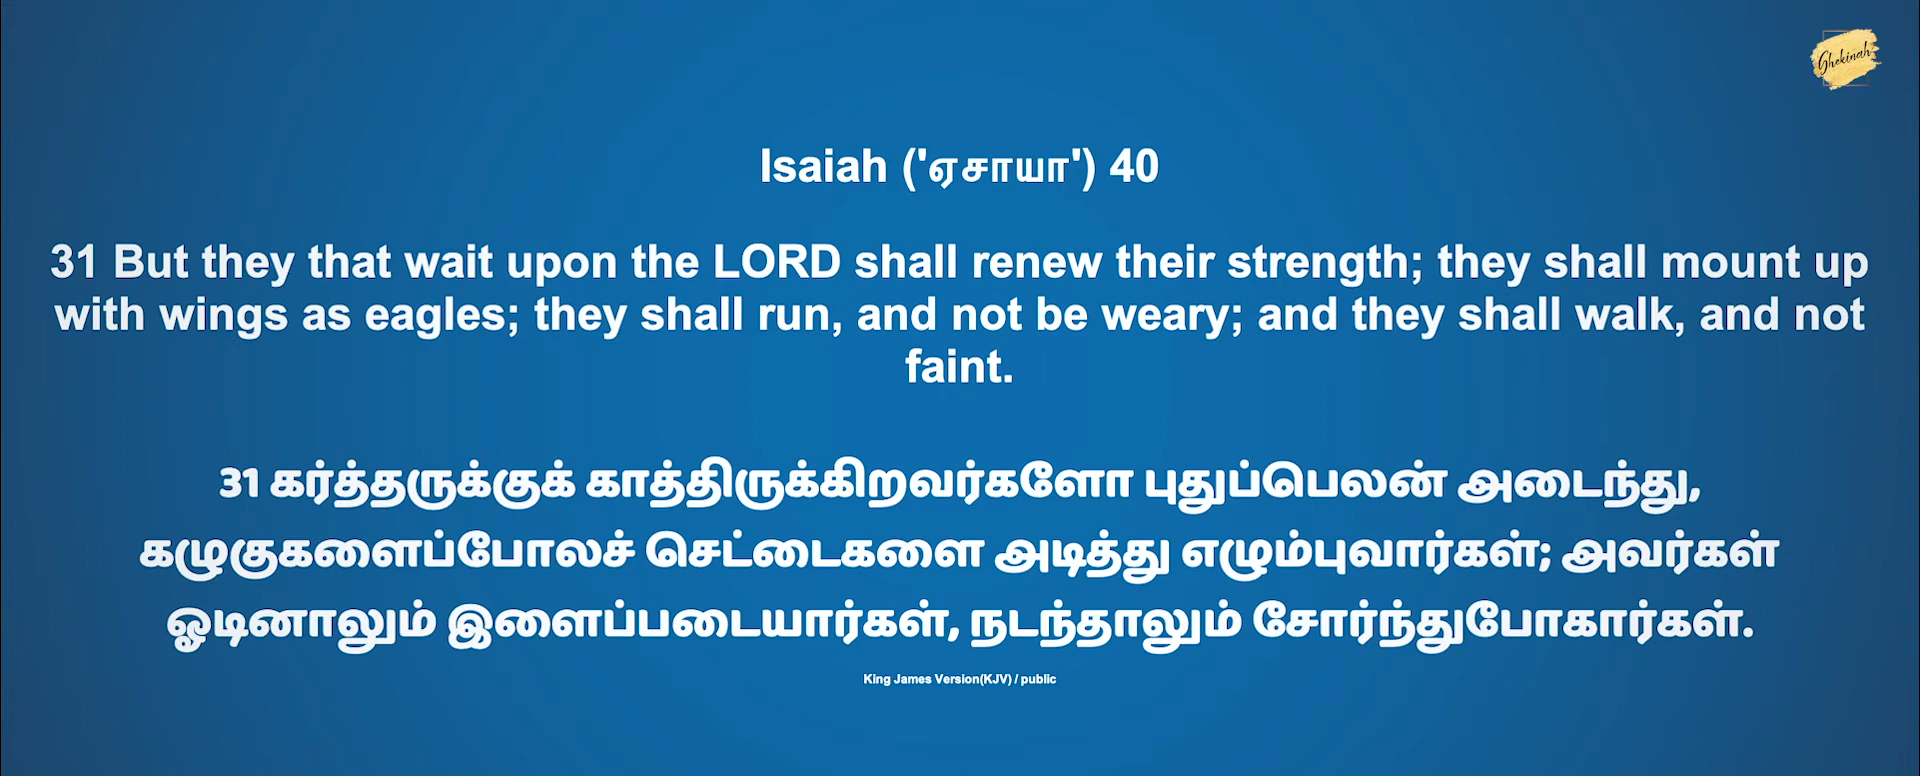 Ghekinah
Isaiah ('ஏசாயா') 40
31 But they that wait upon the LORD shall renew their strength; they shall mount up
with wings as eagles; they shall run, and not be weary; and they shall walk, and not
faint.
31 கர்த்தருக்குக் காத்திருக்கிறவர்களோ புதுப்பெலன் அடைந்து,
கழுகுகளைப்போலச் செட்டைகளை அடித்து எழும்புவார்கள்; அவர்கள்
ஓடினாலும் இளைப்படையார்கள், நடந்தாலும் சோர்ந்துபோகார்கள்.
King James Version(KJV) / public